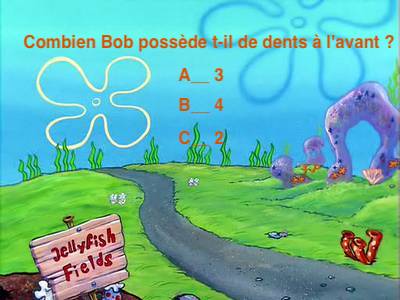 Combien Bob possède t-il de dents à l'avant ?
A__ 3
B__ 4
C__ 2
Jellyfish
Fields